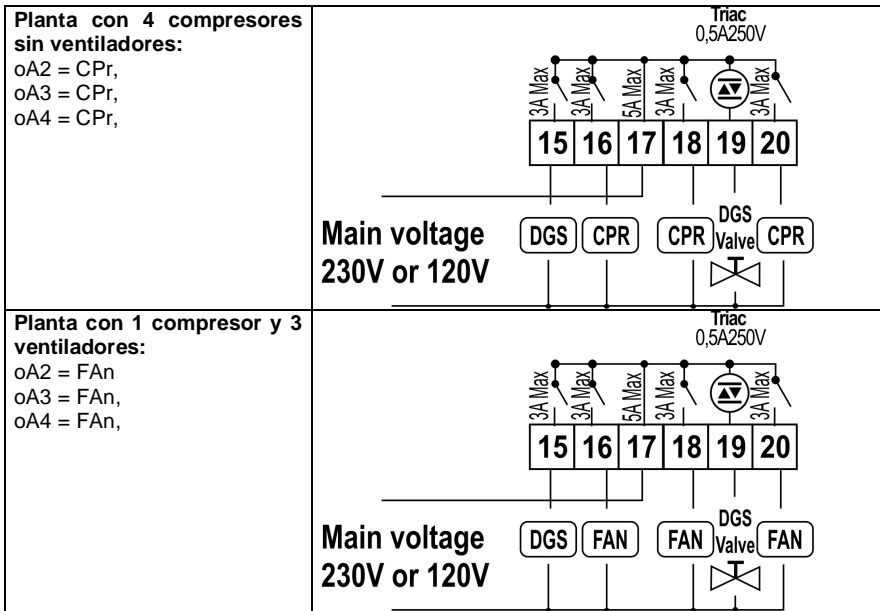 Planta con 4 compresores
sin ventiladores:
oA2 = CPr,
oA3 = CPr,
oA4 = CPr,
Triac
0,5A250V
3A Max
3A Max
5A Max
3A Max
3A Max
15 16 17 18 19 20
Main voltage
230V or 120V
DGS CPR CPR DGS Valve CPR
Planta con 1 compresor y 3
ventiladores:
oA2 = FAn
oA3 = FAn,
oA4 = FAn,
Triac
0,5A250V
3A Max
3A Max
5A Max
3A Max
3A Max
15 16 17 18 19 20
Main voltage
230V or 120V
DGS FAN FAN DGS Valve FAN